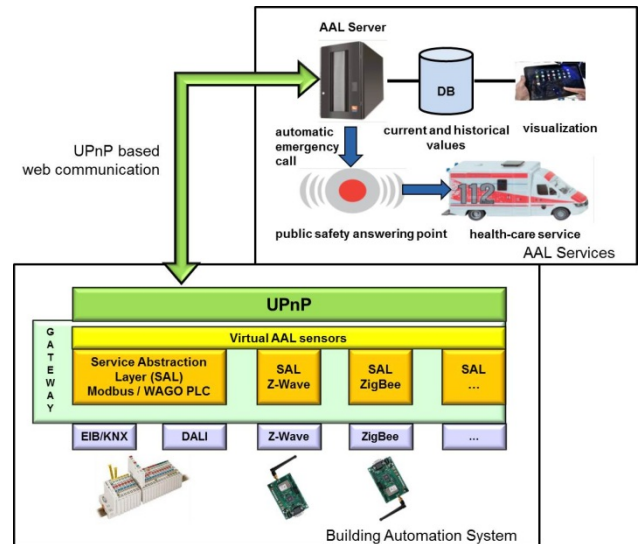 AAL Server
DB
automatic
emergency
call
current and historical
values
visualization
UPnP based
web communication
112
public safety answering point
health-care service
AAL Services
UPnP
GATEWAY
Virtual AAL sensors
Service Abstraction
Layer (SAL)
Modbus / WAGO PLC
SAL
Z-Wave
SAL
ZigBee
SAL
...
EIB/KNX
DALI
Z-Wave
ZigBee
...
Building Automation System